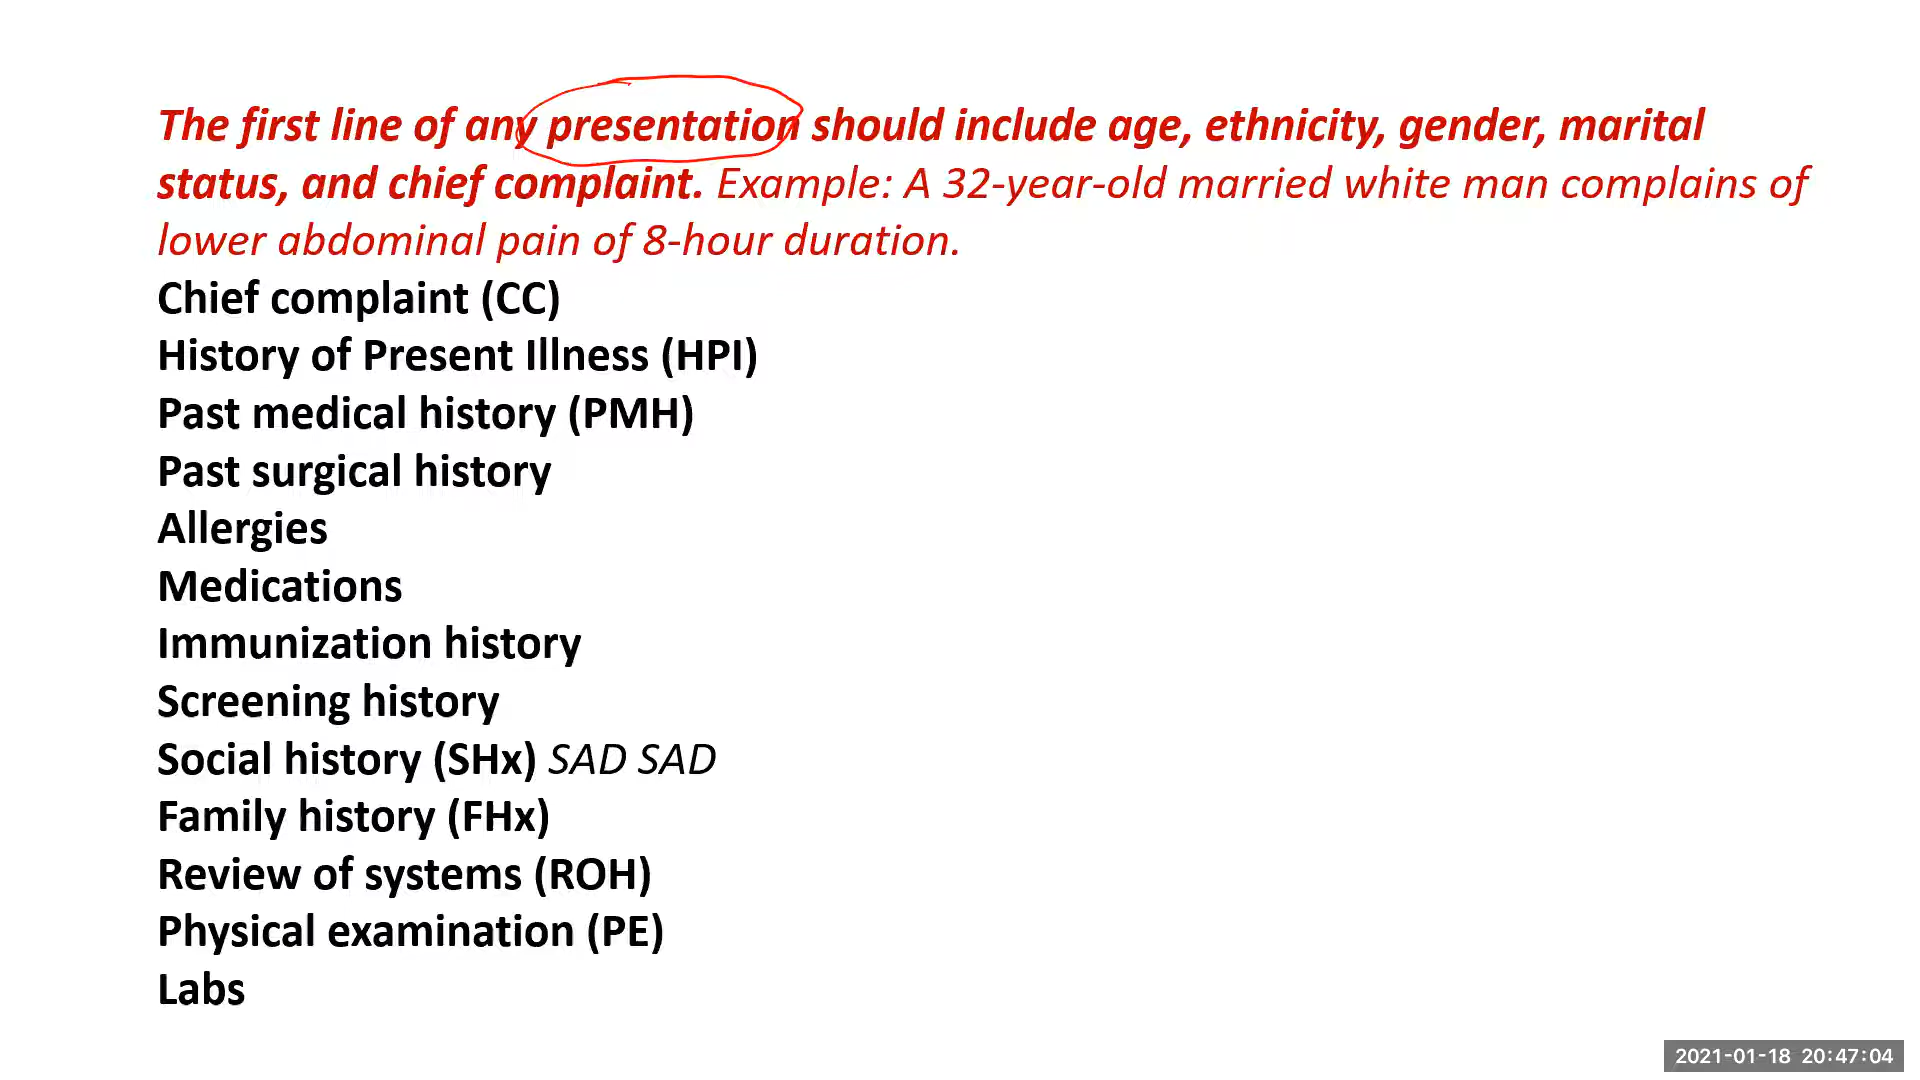 The first line of any presentation should include age, ethnicity, gender, marital
status, and chief complaint. Example: A 32-year-old married white man complains of
lower abdominal pain of 8-hour duration.
Chief complaint (CC)
History of Present Illness (HPI)
Past medical history (PMH)
Past surgical history
Allergies
Medications
Immunization history
Screening history
Social history (SHx) SAD SAD
Family history (FHx)
Review of systems (ROH)
Physical examination (PE)
Labs
2021-01-18 20:47:04